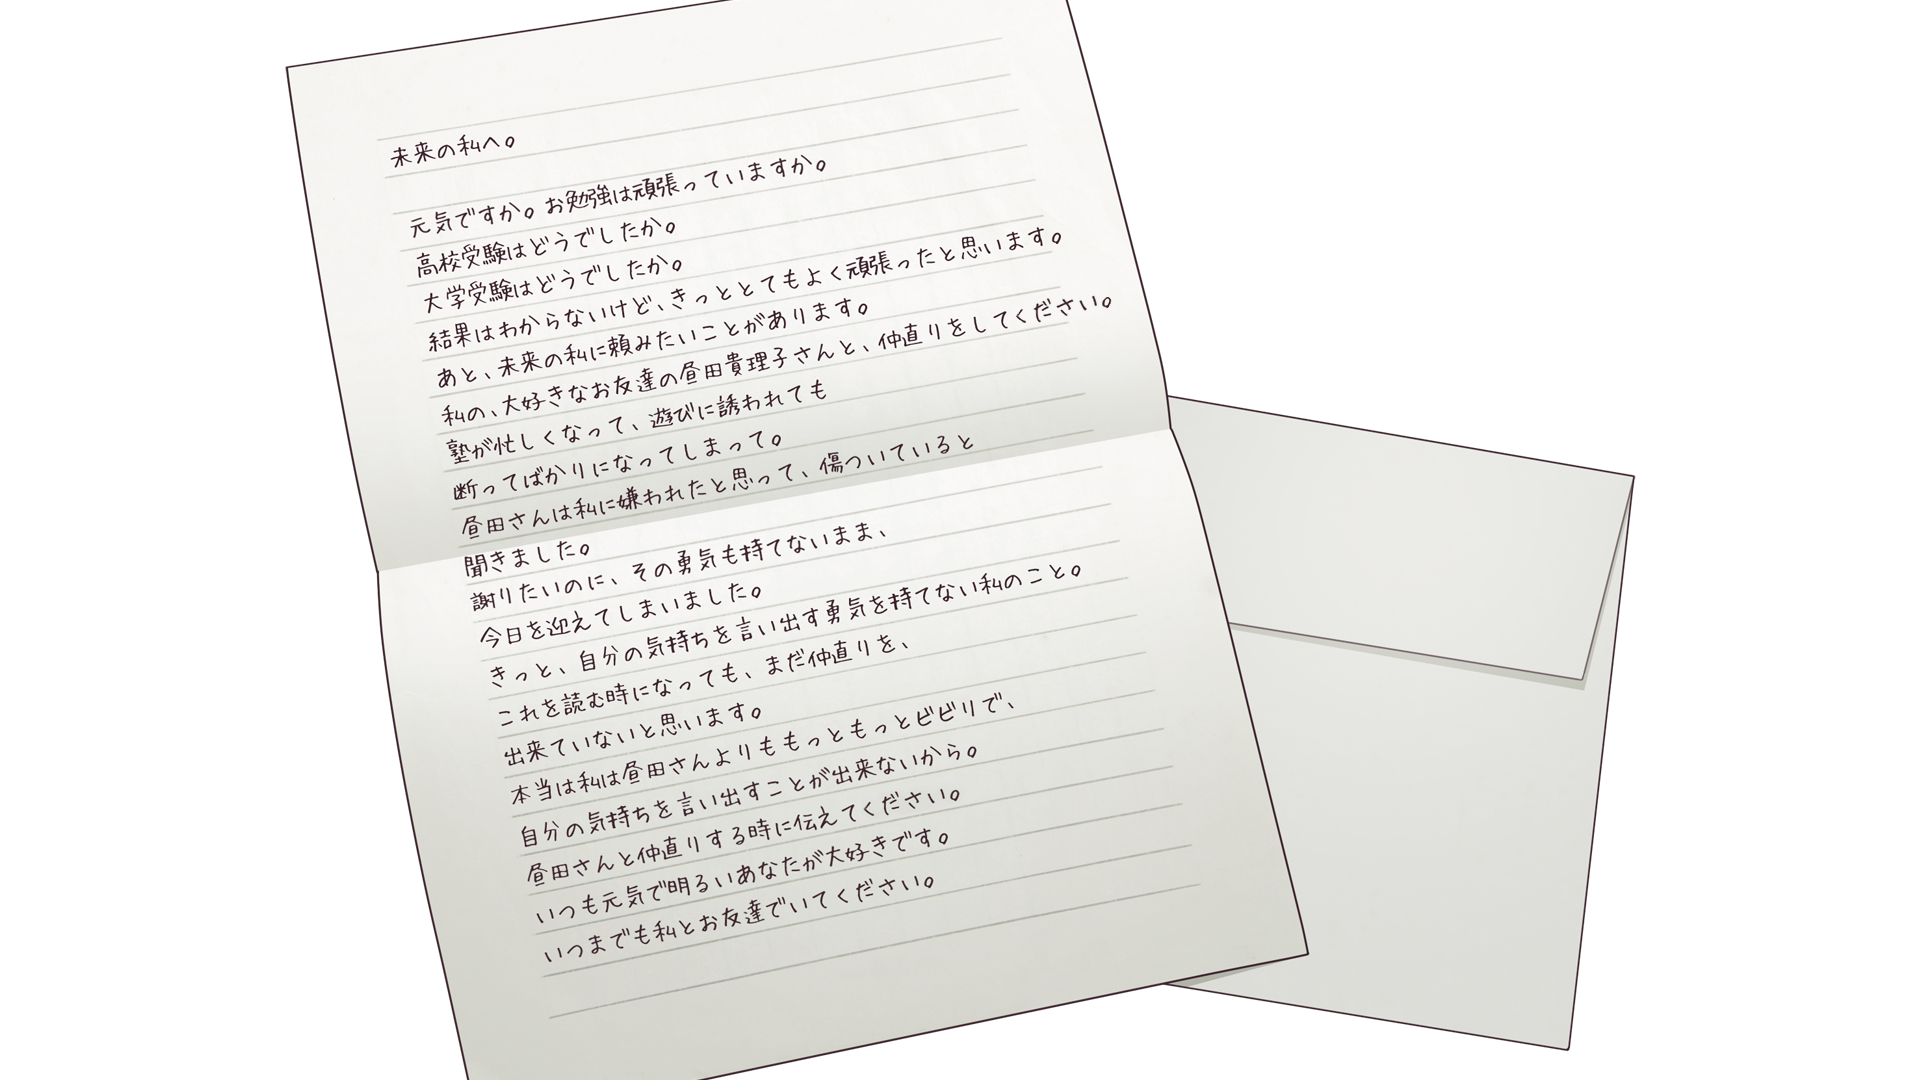 未来の私へ。
元気ですか。お勉強は頑張っていますか。
高校受験はどうでしたか。
大学受験はどうでしたか。
結果はわからないけど、きっととてもよく頑張ったと思います。
あと、未来の私に頼みたいことがあります。
私の、大好きなお友達の昼田貴理子さんと、仲直りをしてください。
塾が忙しくなって、遊びに誘われても
断ってばかりになってしまって。
昼田さんは私に嫌われたと思って、傷ついていると
聞きました。
謝りたいのに、その勇気も持てないまま、
今日を迎えてしまいました。
きっと、自分の気持ちを言い出す勇気を持てない私のこと。
これを読む時になっても、まだ仲直りを、
出来ていないと思います。
本当は私は昼田さんよりももっともっとビビリで、
自分の気持ちを言い出すことが出来ないから。
昼田さんと仲直りする時に伝えてください。
いつも元気で明るいあなたが大好きです。
いつまでも私とお友達でいてください。